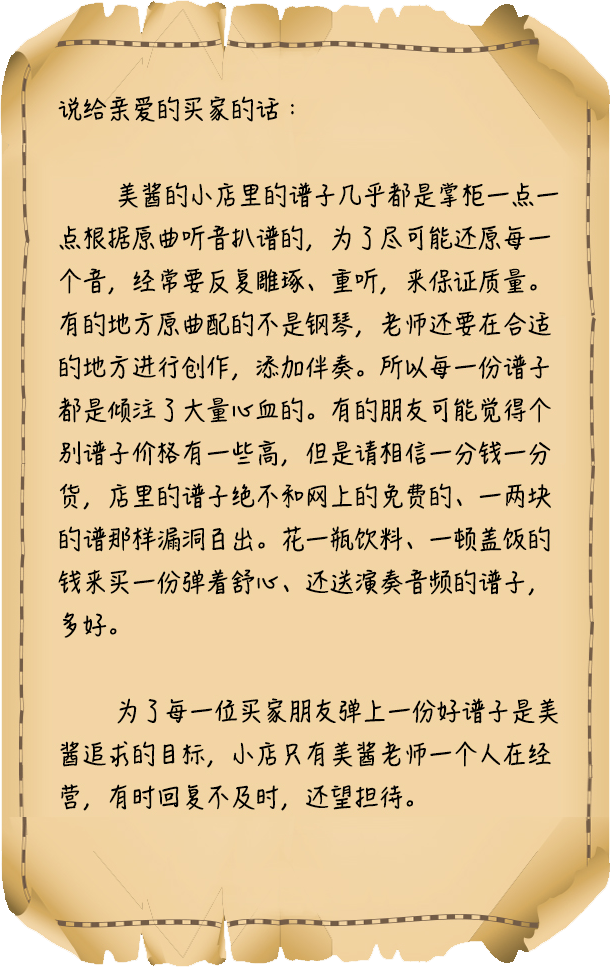 说给亲爱的买家的话：
美酱的小店里的谱子几乎都是掌柜一点一
点根据原曲听音扒谱的，为了尽可能还原每一
个音，经常要反复雕琢、重听，来保证质量。
有的地方原曲配的不是钢琴，老师还要在合适
的地方进行创作，添加伴奏。所以每一份谱子
都是倾注了大量心血的。有的朋友可能觉得个
别谱子价格有一些高，但是请相信一分钱一分
货，店里的谱子绝不和网上的免费的、一两块
的谱那样漏洞百出。花一瓶饮料、一顿盖饭的
钱来买一份弹着舒心、还送演奏音频的谱子，
多好。
为了每一位买家朋友弹上一份好谱子是美
酱追求的目标，小店只有美酱老师一个人在经
营，有时回复不及时，还望担待。